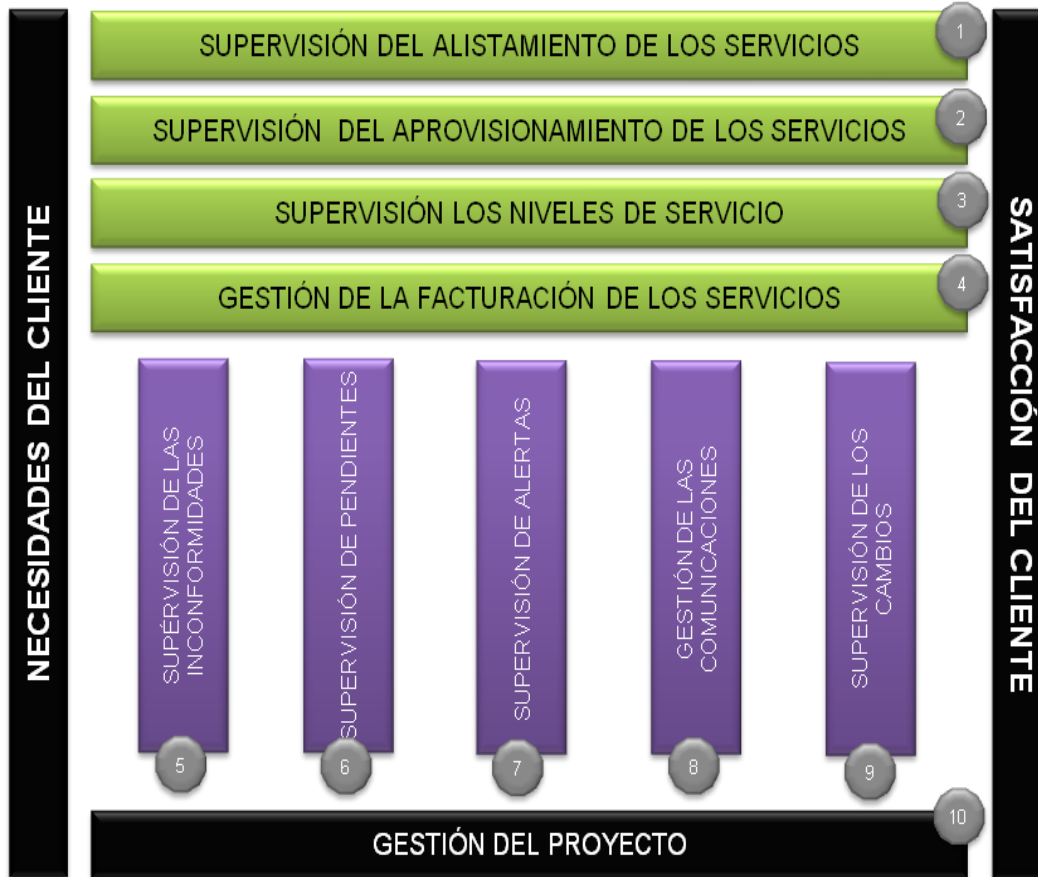 NECESIDADES DEL CLIENTE
SUPERVISIÓN DEL ALISTAMIENTO DE LOS SERVICIOS
1
SUPERVISIÓN DEL APROVISIONAMIENTO DE LOS SERVICIOS
2
SUPERVISIÓN LOS NIVELES DE SERVICIO
3
GESTIÓN DE LA FACTURACIÓN DE LOS SERVICIOS
4
SUPÉRVISIÓN DE LAS
INCONFORMIDADES
5
SUPERVISIÓN DE PENDIENTES
6
SUPERVISIÓN DE ALERTAS
7
GESTIÓN DE LAS
COMUNICACIONES
8
SUPERVISIÓN DE LOS
CAMBIOS
9
GESTIÓN DEL PROYECTO
10
SATISFACCIÓN DEL CLIENTE